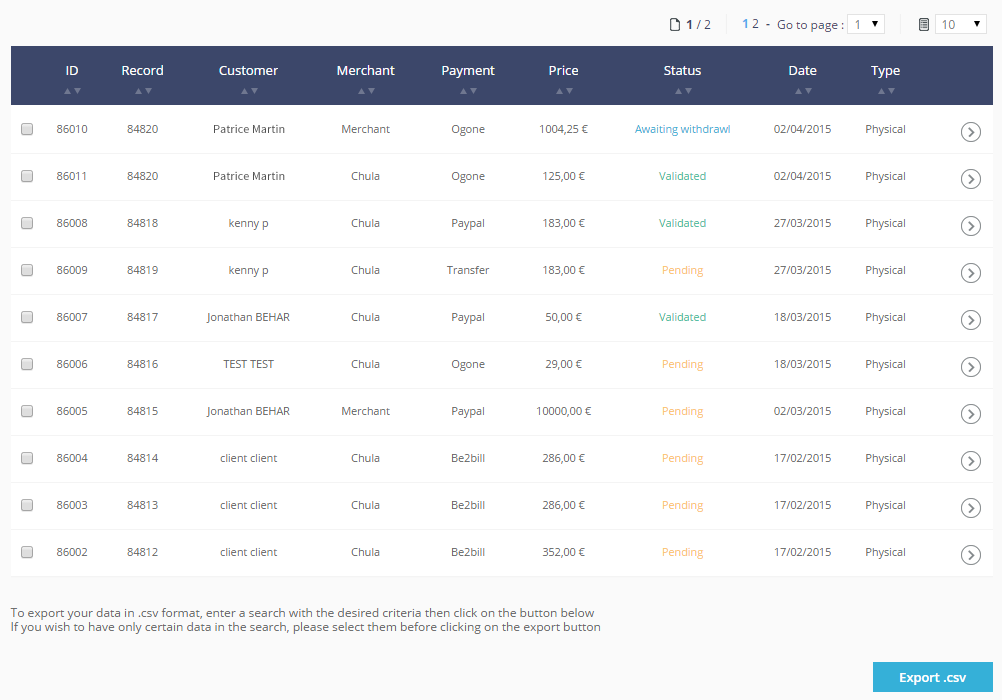 1 / 2 1 2 - Go to page : 1 10
ID Record Customer Merchant Payment Price Status Date Type
86010 84820 Patrice Martin Merchant Ogone 1004,25 € Awaiting withdrawl 02/04/2015 Physical
86011 84820 Patrice Martin Chula Ogone 125,00 € Validated 02/04/2015 Physical
86008 84818 kenny p Chula Paypal 183,00 € Validated 27/03/2015 Physical
86009 84819 kenny p Chula Transfer 183,00 € Pending 27/03/2015 Physical
86007 84817 Jonathan BEHAR Chula Paypal 50,00 € Validated 18/03/2015 Physical
86006 84816 TEST TEST Chula Ogone 29,00 € Pending 18/03/2015 Physical
86005 84815 Jonathan BEHAR Merchant Paypal 10000,00 € Pending 02/03/2015 Physical
86004 84814 client client Chula Be2bill 286,00 € Pending 17/02/2015 Physical
86003 84813 client client Chula Be2bill 286,00 € Pending 17/02/2015 Physical
86002 84812 client client Chula Be2bill 352,00 € Pending 17/02/2015 Physical
To export your data in .csv format, enter a search with the desired criteria then click on the button below
If you wish to have only certain data in the search, please select them before clicking on the export button
Export .csv